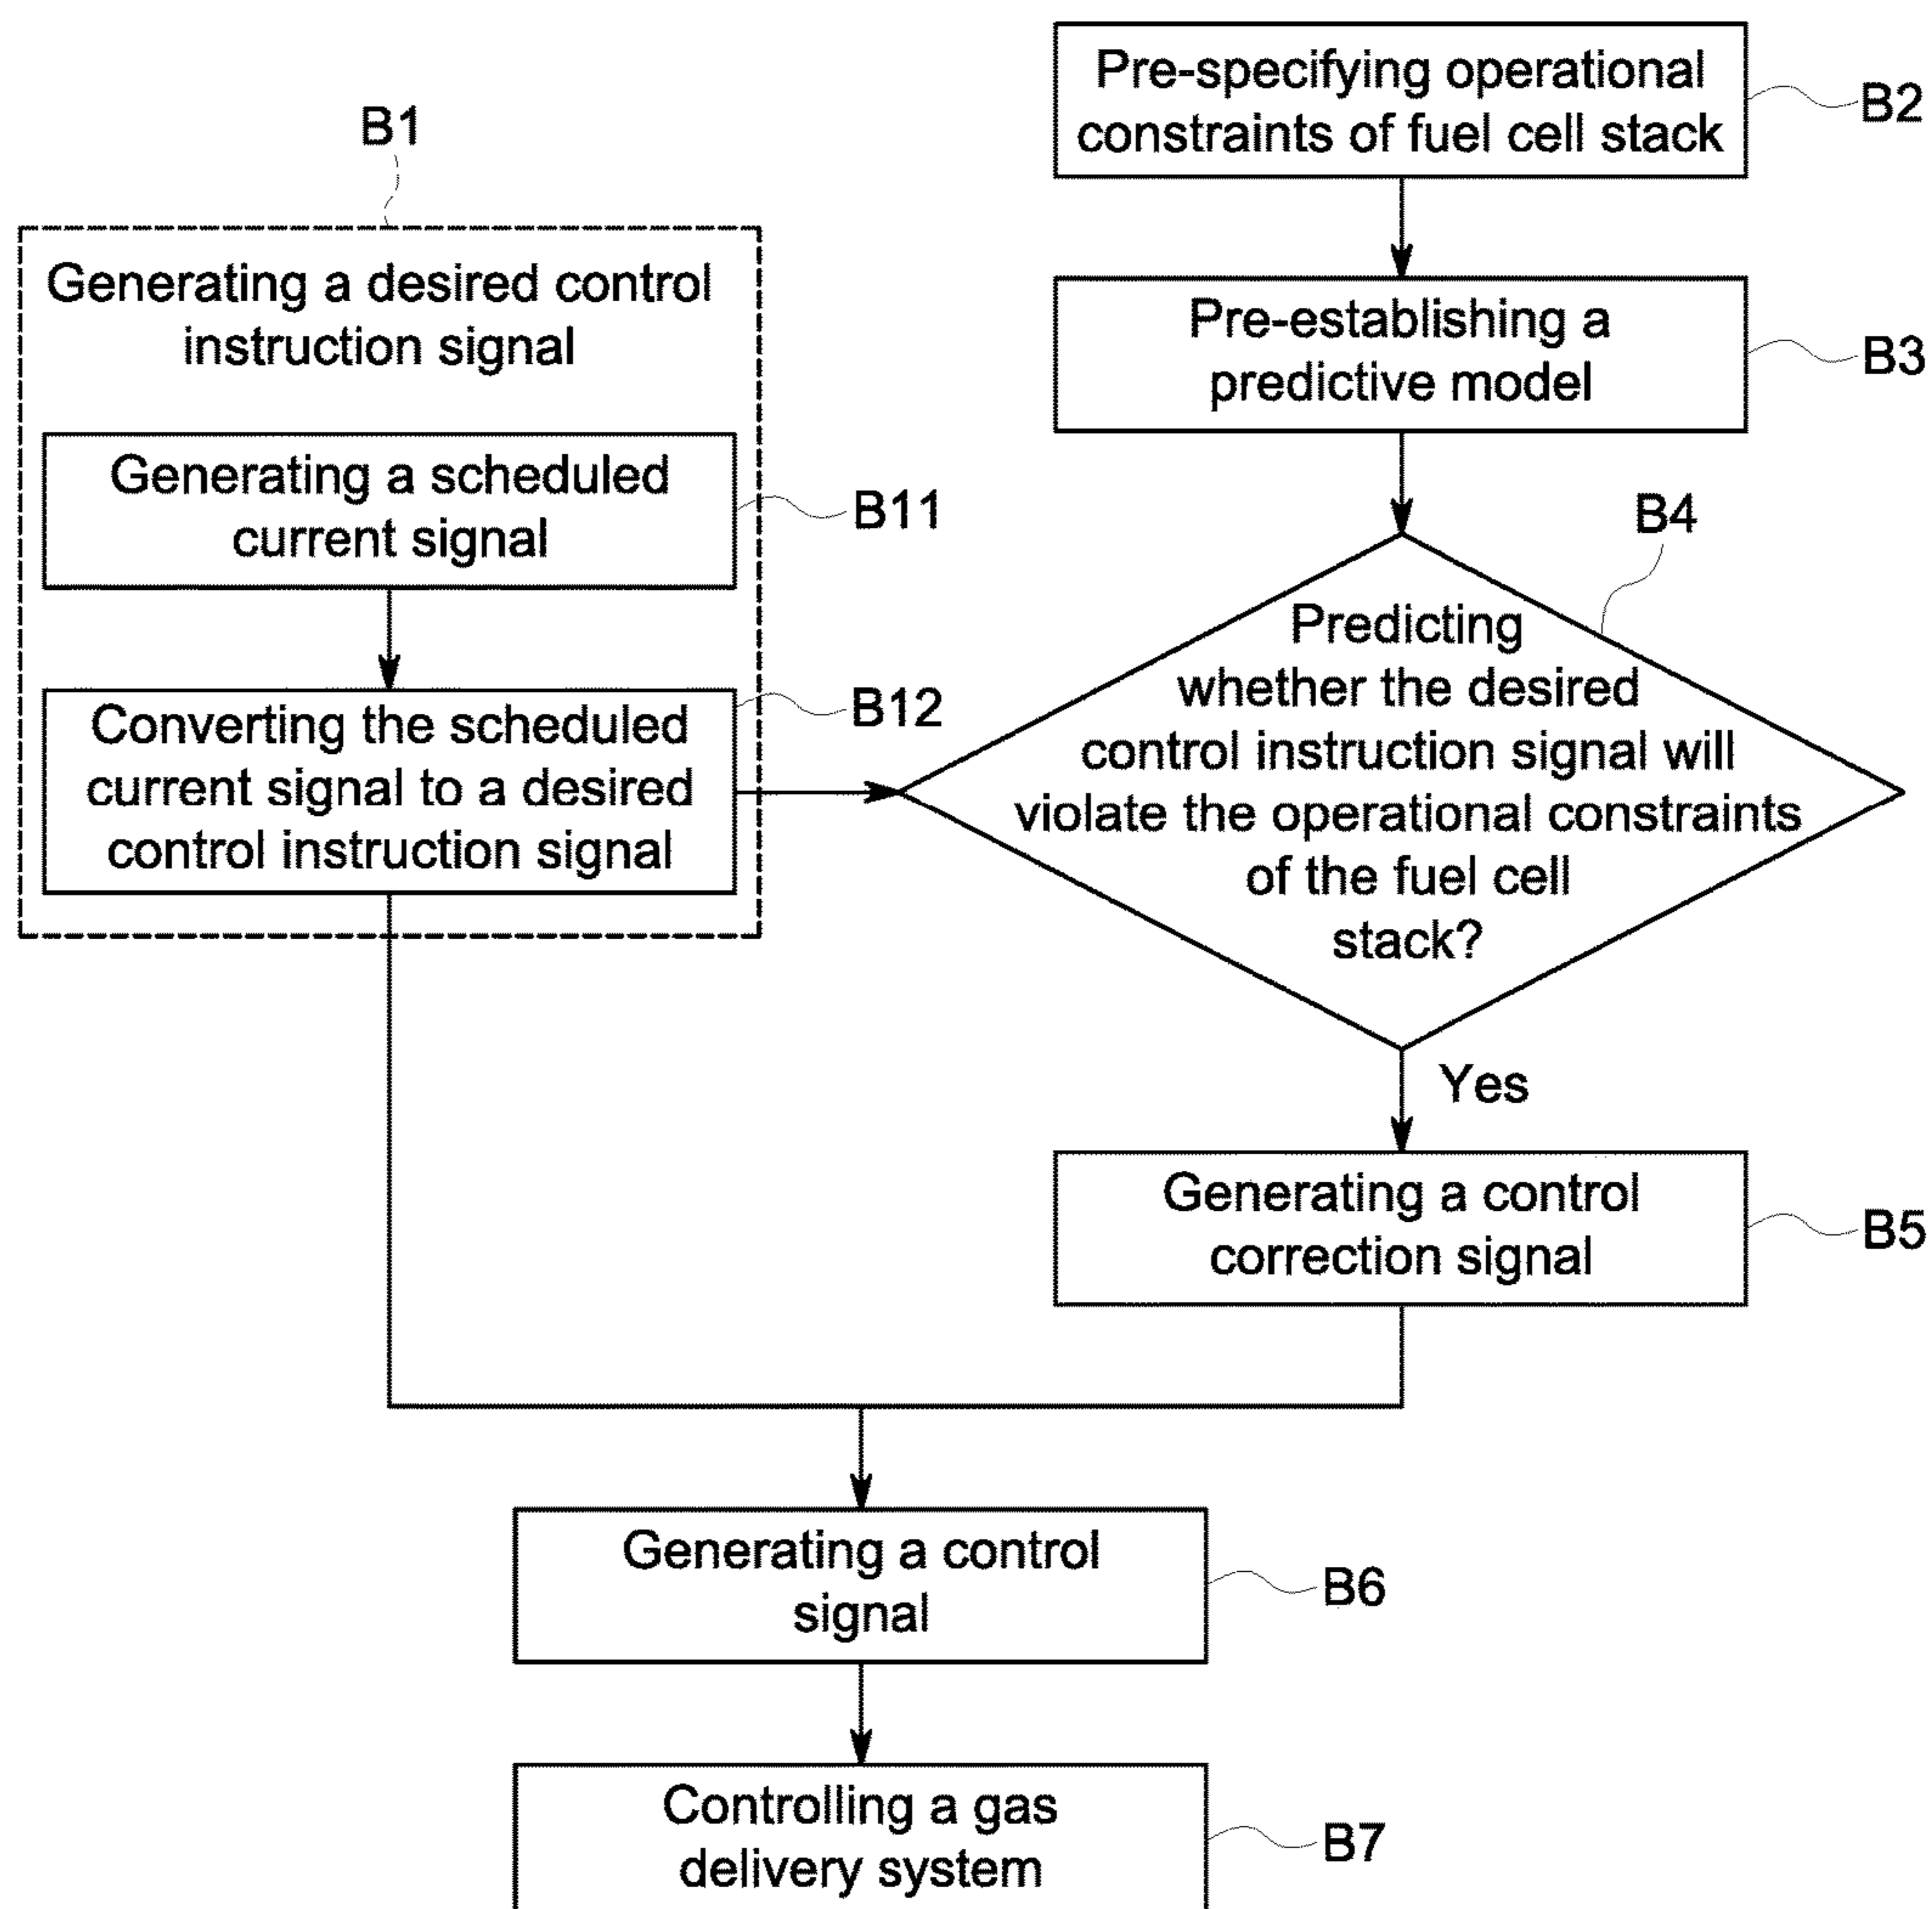 Pre-specifying operational
constraints of fuel cell stack
B2
B1
Generating a desired control
instruction signal
Pre-establishing a
predictive model
B3
Generating a scheduled
current signal
B11
B4
Converting the scheduled
current signal to a desired
control instruction signal
B12
Predicting
whether the desired
control instruction signal will
violate the operational constraints
of the fuel cell
stack?
Yes
Generating a control
correction signal
B5
Generating a control
signal
B6
Controlling a gas
delivery system
B7